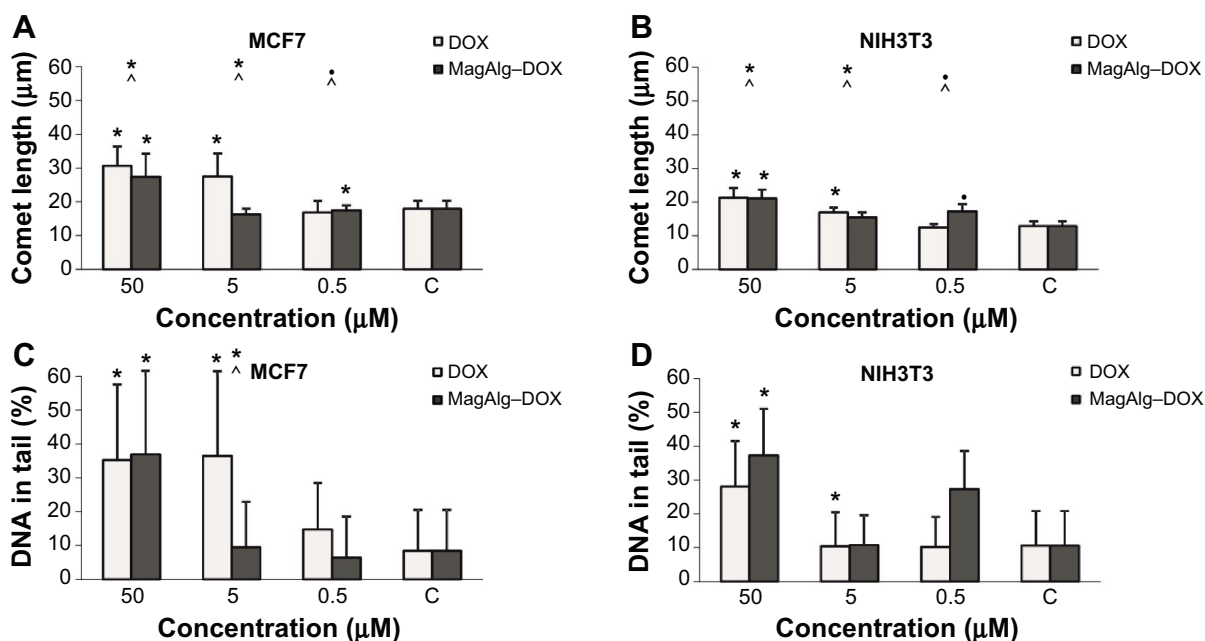 A
MCF7
DOX
MagAlg–DOX
* * •
^ ^ ^
* * * *
Comet length (μm)
60
50
40
30
20
10
0
50 5 0.5 C
Concentration (μM)
B
NIH3T3
DOX
MagAlg–DOX
* * •
^ ^ ^
* * * •
Comet length (μm)
60
50
40
30
20
10
0
50 5 0.5 C
Concentration (μM)
C
MCF7
DOX
MagAlg–DOX
* * * *
^
DNA in tail (%)
60
50
40
30
20
10
0
50 5 0.5 C
Concentration (μM)
D
NIH3T3
DOX
MagAlg–DOX
* * *
DNA in tail (%)
60
50
40
30
20
10
0
50 5 0.5 C
Concentration (μM)